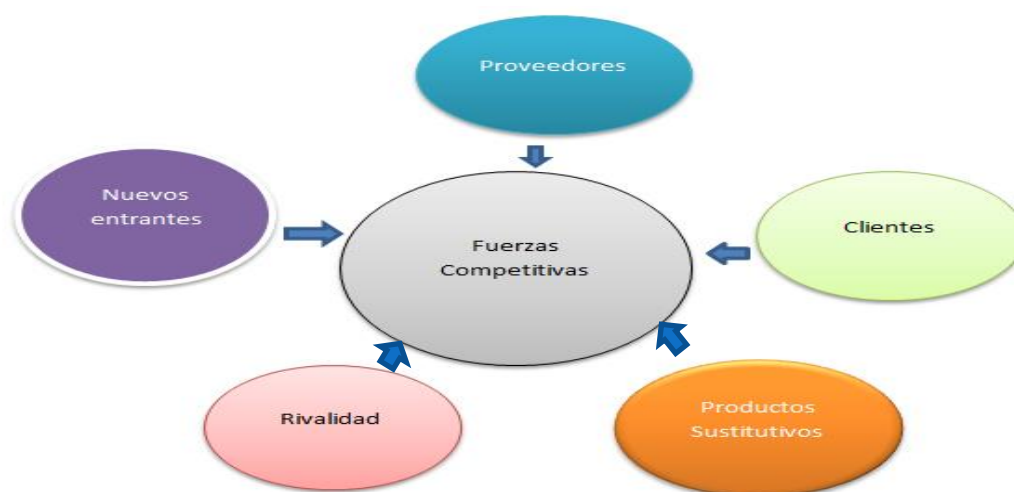 Proveedores
Nuevos
entrantes
Clientes
Fuerzas
Competitivas
Rivalidad
Productos
Sustitutivos